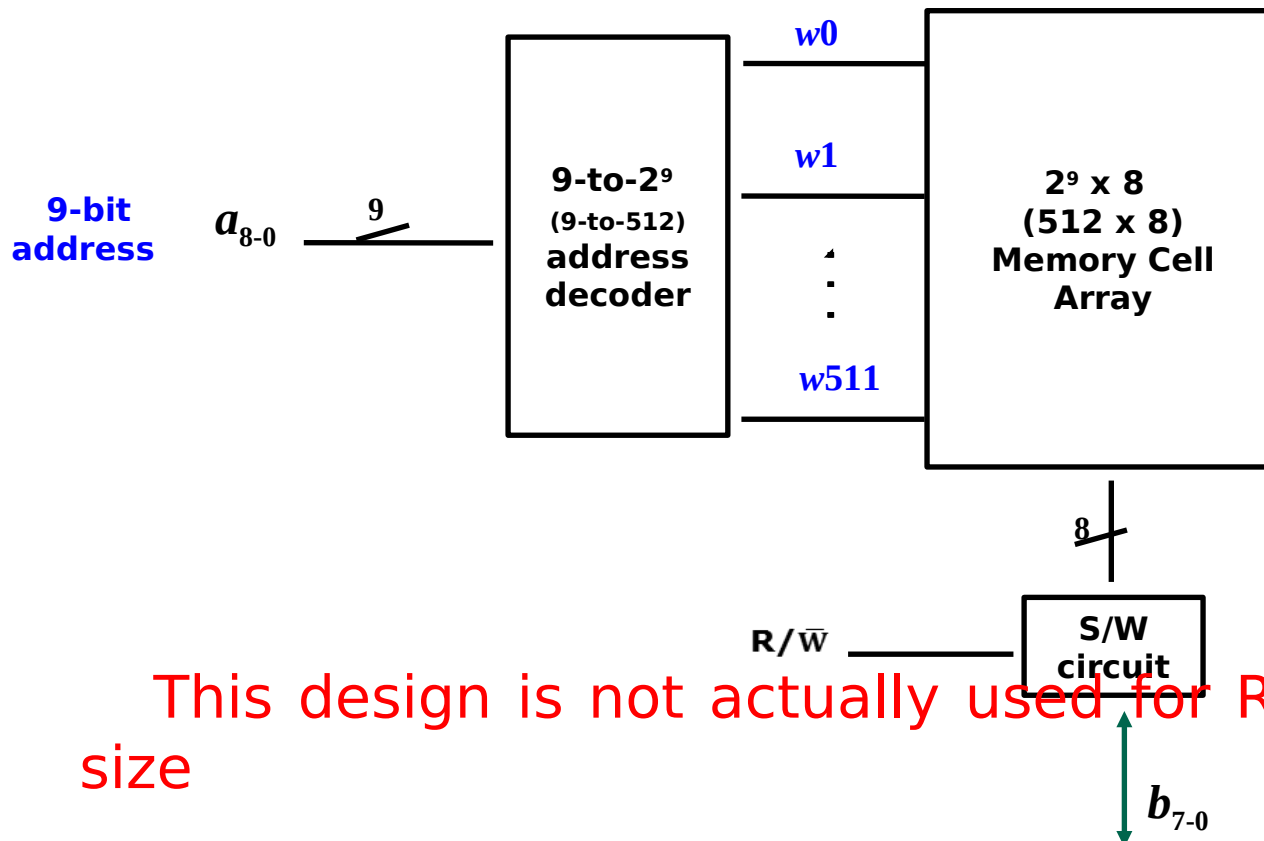 w0
w1
9-bit
address
a8-0
9
9-to-2⁹
(9-to-512)
address
decoder
w511
2⁹ x 8
(512 x 8)
Memory Cell
Array
8
R/W̅
S/W
circuit
This design is not actually used for R
size
b7-0